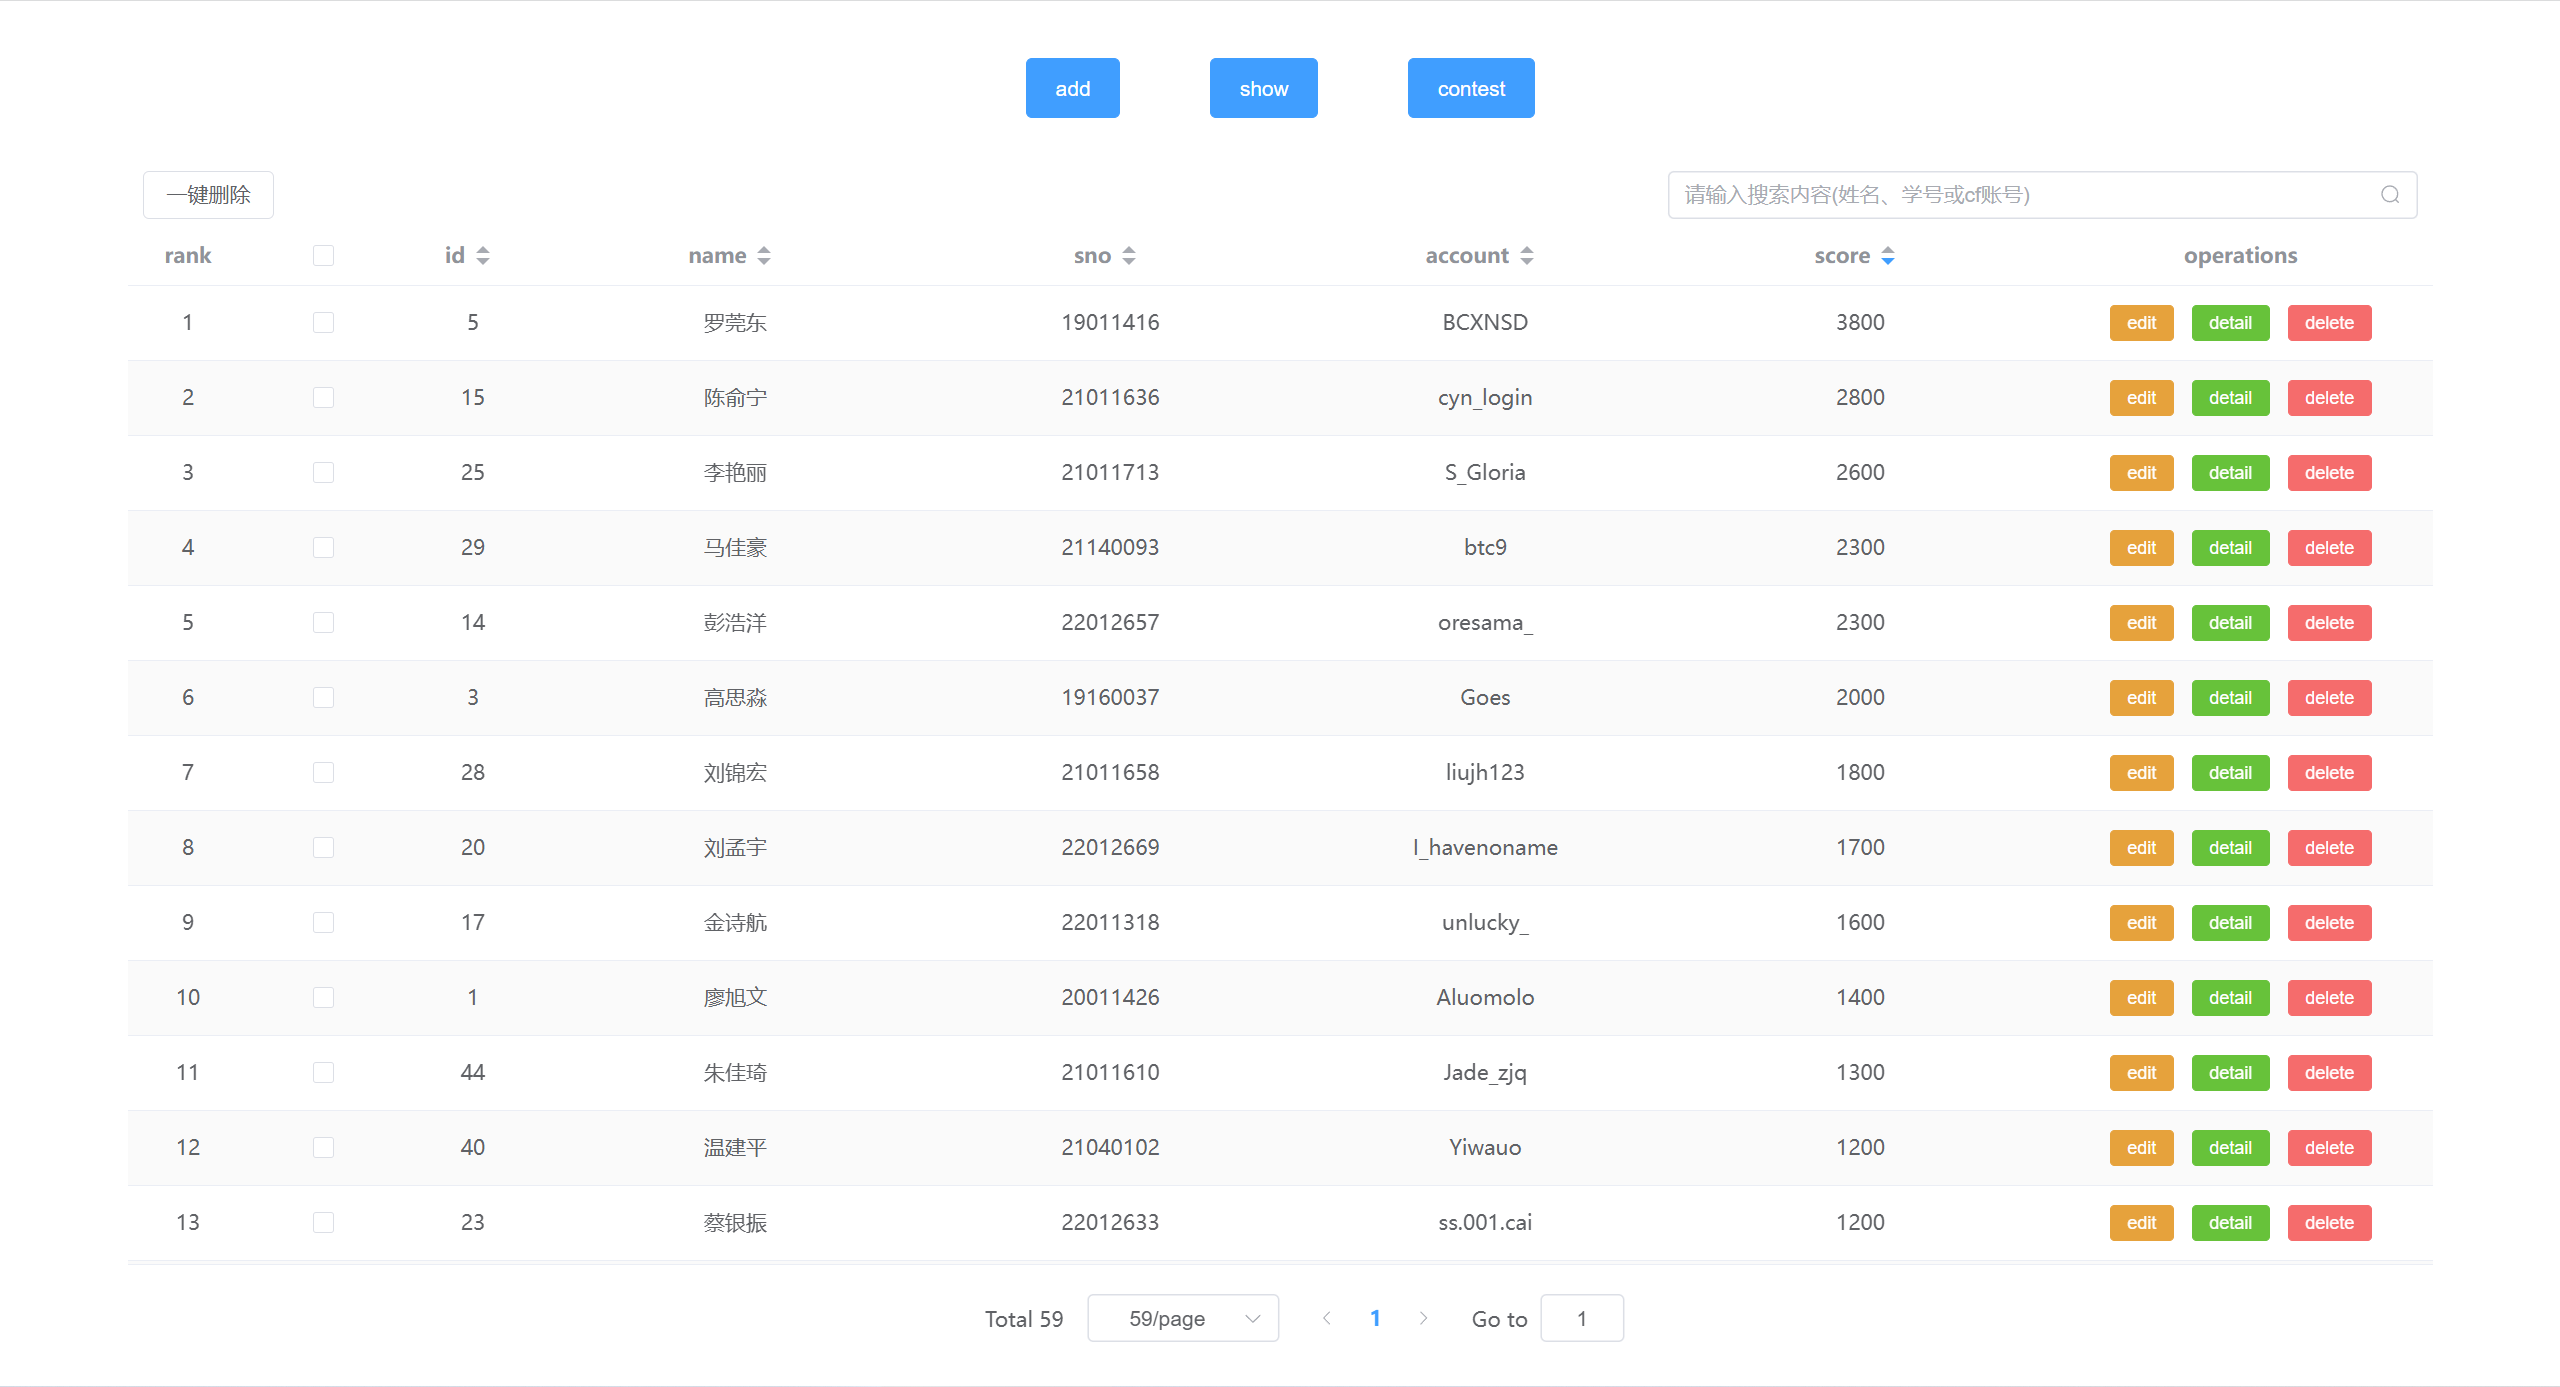 add show contest
一键删除 请输入搜索内容(姓名、学号或cf账号)
rank id name sno account score operations
1 5 罗莞东 19011416 BCXNSD 3800 edit detail delete
2 15 陈俞宁 21011636 cyn_login 2800 edit detail delete
3 25 李艳丽 21011713 S_Gloria 2600 edit detail delete
4 29 马佳豪 21140093 btc9 2300 edit detail delete
5 14 彭浩洋 22012657 oresama_ 2300 edit detail delete
6 3 高思淼 19160037 Goes 2000 edit detail delete
7 28 刘锦宏 21011658 liujh123 1800 edit detail delete
8 20 刘孟宇 22012669 I_havenoname 1700 edit detail delete
9 17 金诗航 22011318 unlucky_ 1600 edit detail delete
10 1 廖旭文 20011426 Aluomolo 1400 edit detail delete
11 44 朱佳琦 21011610 Jade_zjq 1300 edit detail delete
12 40 温建平 21040102 Yiwauo 1200 edit detail delete
13 23 蔡银振 22012633 ss.001.cai 1200 edit detail delete
Total 59 59/page 1 Go to 1